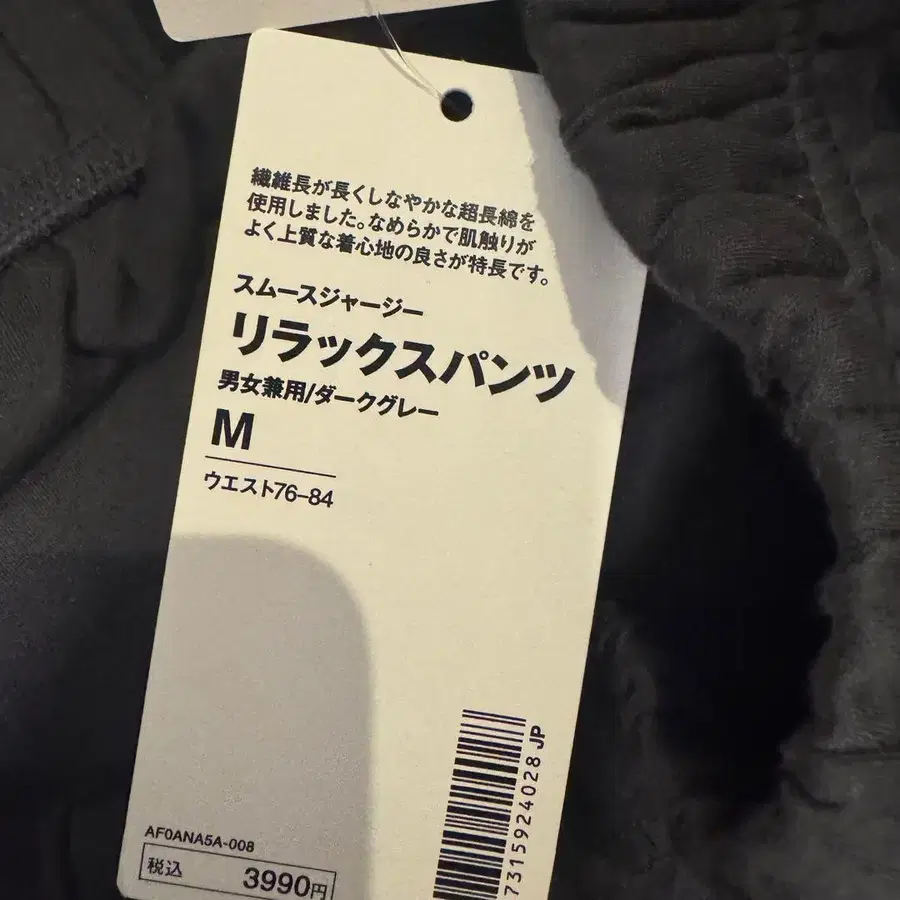 繊維長が長くしなやかな超長綿を
使用しました。なめらかで肌触りが
よく上質な着心地の良さが特長です。
スムースジャージー
リラックスパンツ
男女兼用/ダークグレー
M
ウエスト76–84
AF0ANA5A-008
税込 3990円
7315924028 JP